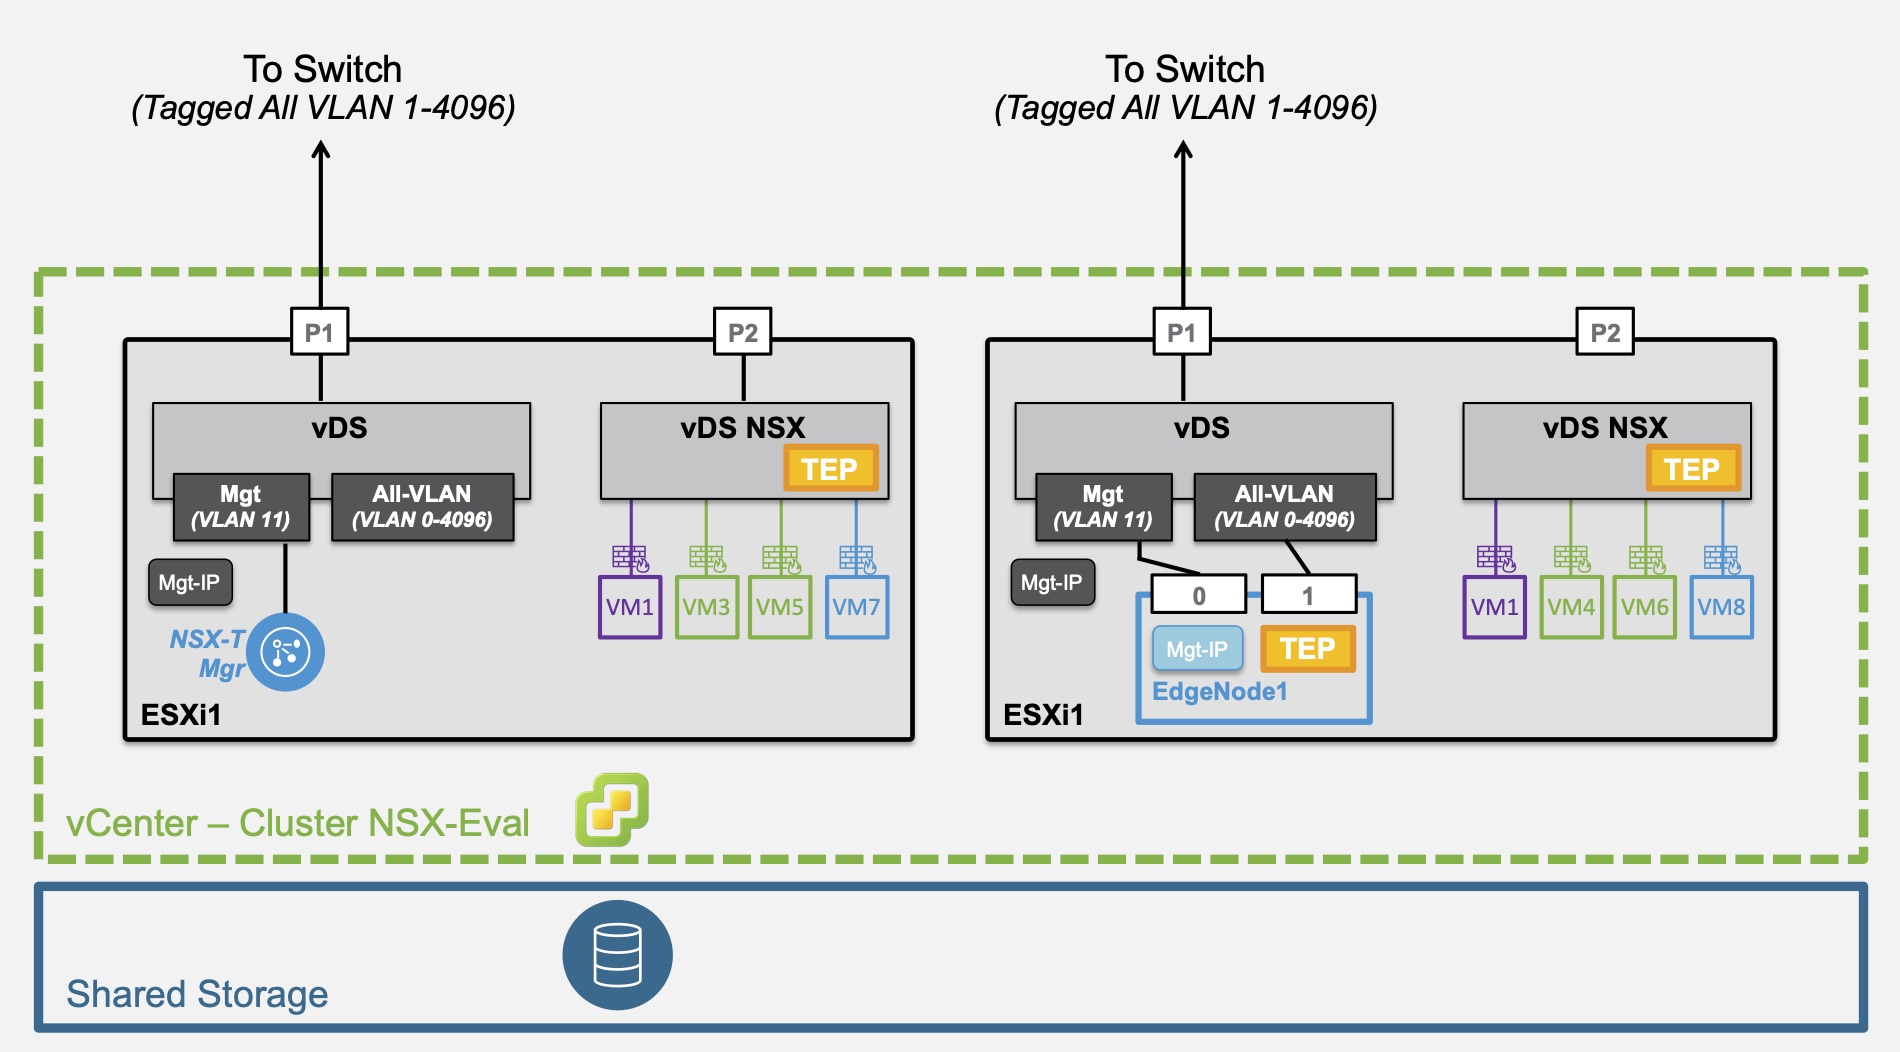 To Switch
(Tagged All VLAN 1-4096)
To Switch
(Tagged All VLAN 1-4096)
P1
P2
vDS
Mgt
(VLAN 11)
All-VLAN
(VLAN 0-4096)
vDS NSX
TEP
Mgt-IP
NSX-T
Mgr
VM1
VM3
VM5
VM7
ESXi1
P1
P2
vDS
Mgt
(VLAN 11)
All-VLAN
(VLAN 0-4096)
vDS NSX
TEP
Mgt-IP
0
1
Mgt-IP
TEP
EdgeNode1
VM1
VM4
VM6
VM8
ESXi1
vCenter – Cluster NSX-Eval
Shared Storage